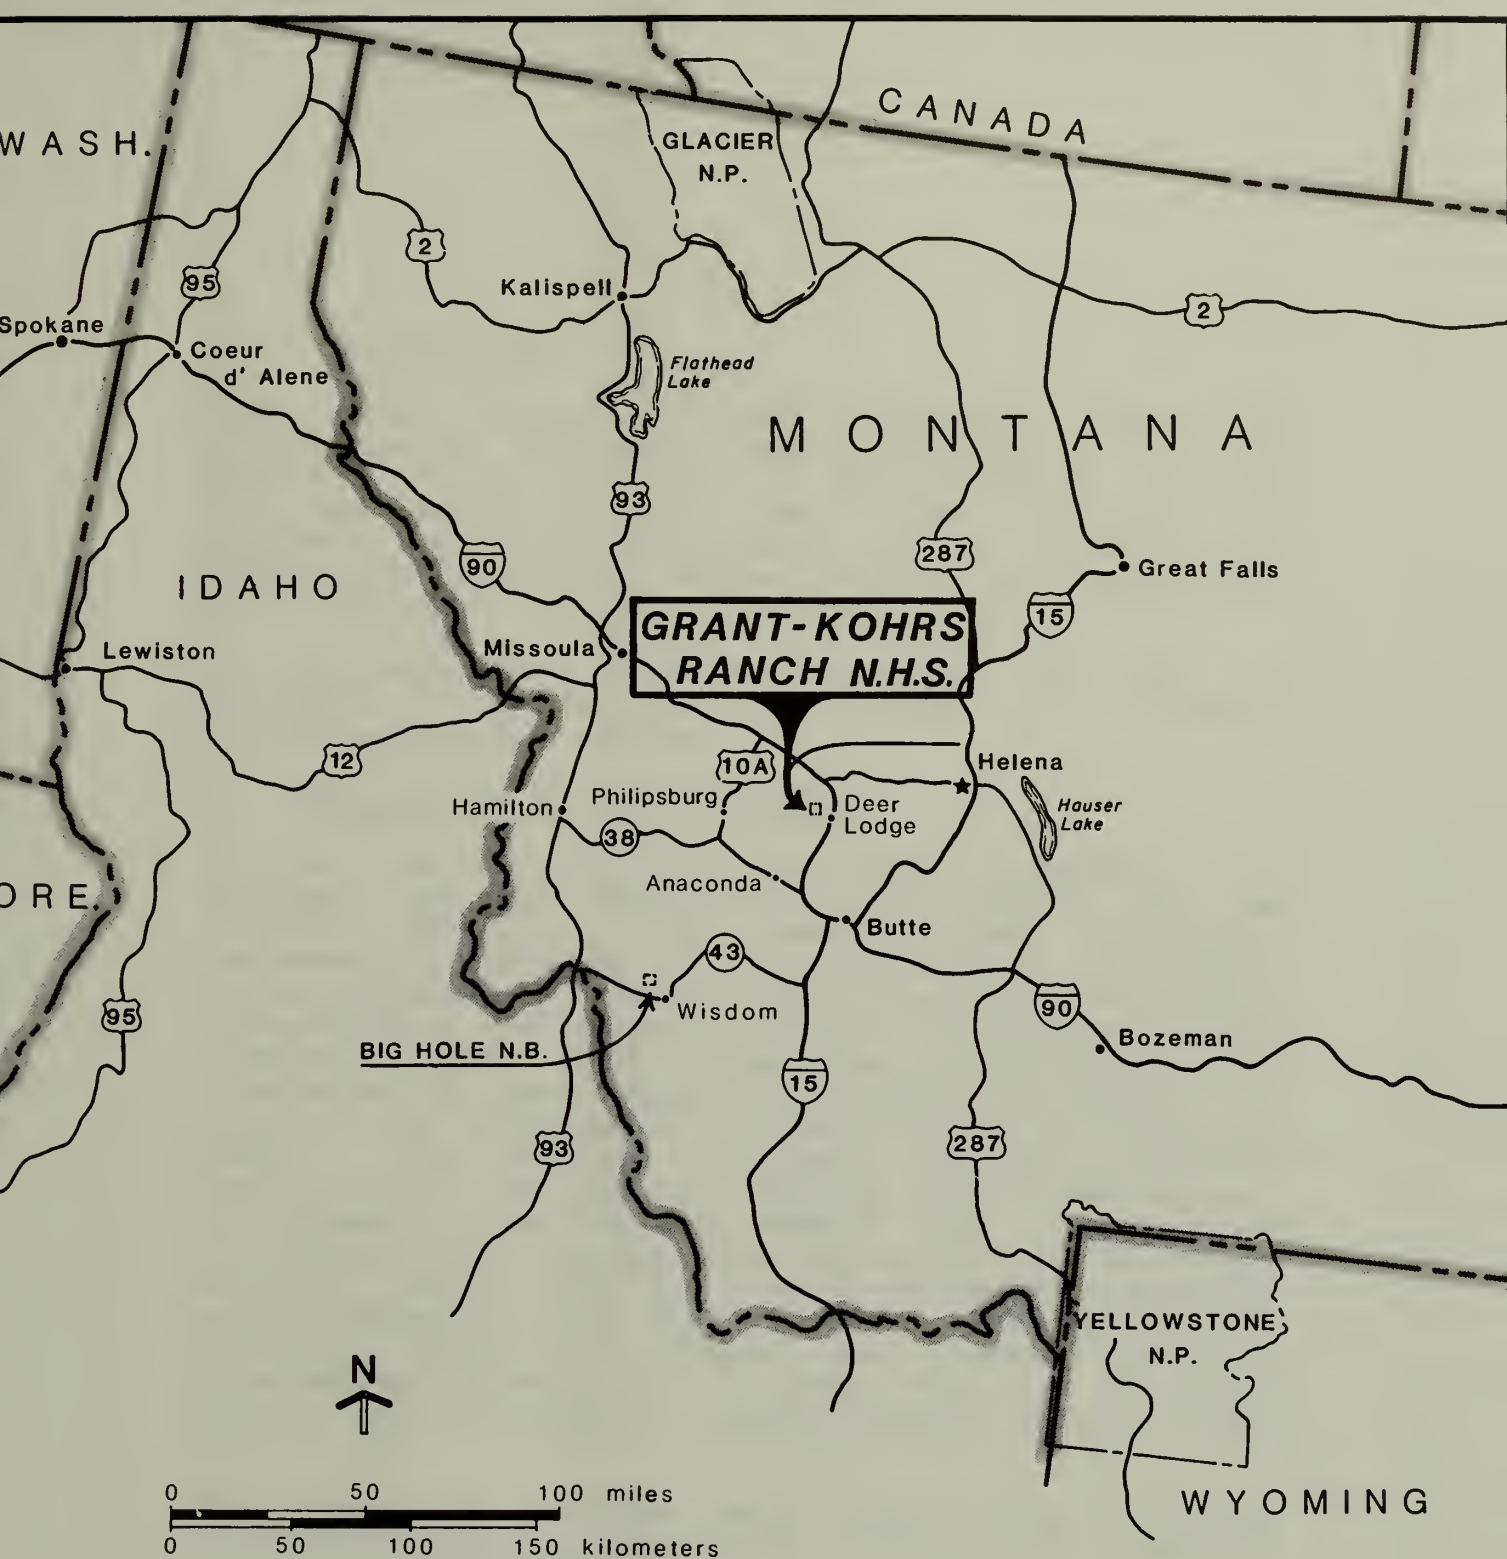 CANADA
WASH.
GLACIER
N.P.
2
95
Kalispell
2
Spokane
Coeur
d' Alene
Flathead
Lake
MONTANA
93
287
90
Great Falls
IDAHO
15
GRANT-KOHRS
RANCH N.H.S.
Missoula
Lewiston
12
10A
Helena
Hamilton
Philipsburg
Deer
Lodge
Hauser
Lake
38
Anaconda
ORE.
Butte
43
95
Wisdom
90
Bozeman
BIG HOLE N.B.
15
93
287
YELLOWSTONE
N.P.
N
0 50 100 miles
WYOMING
0 50 100 150 kilometers